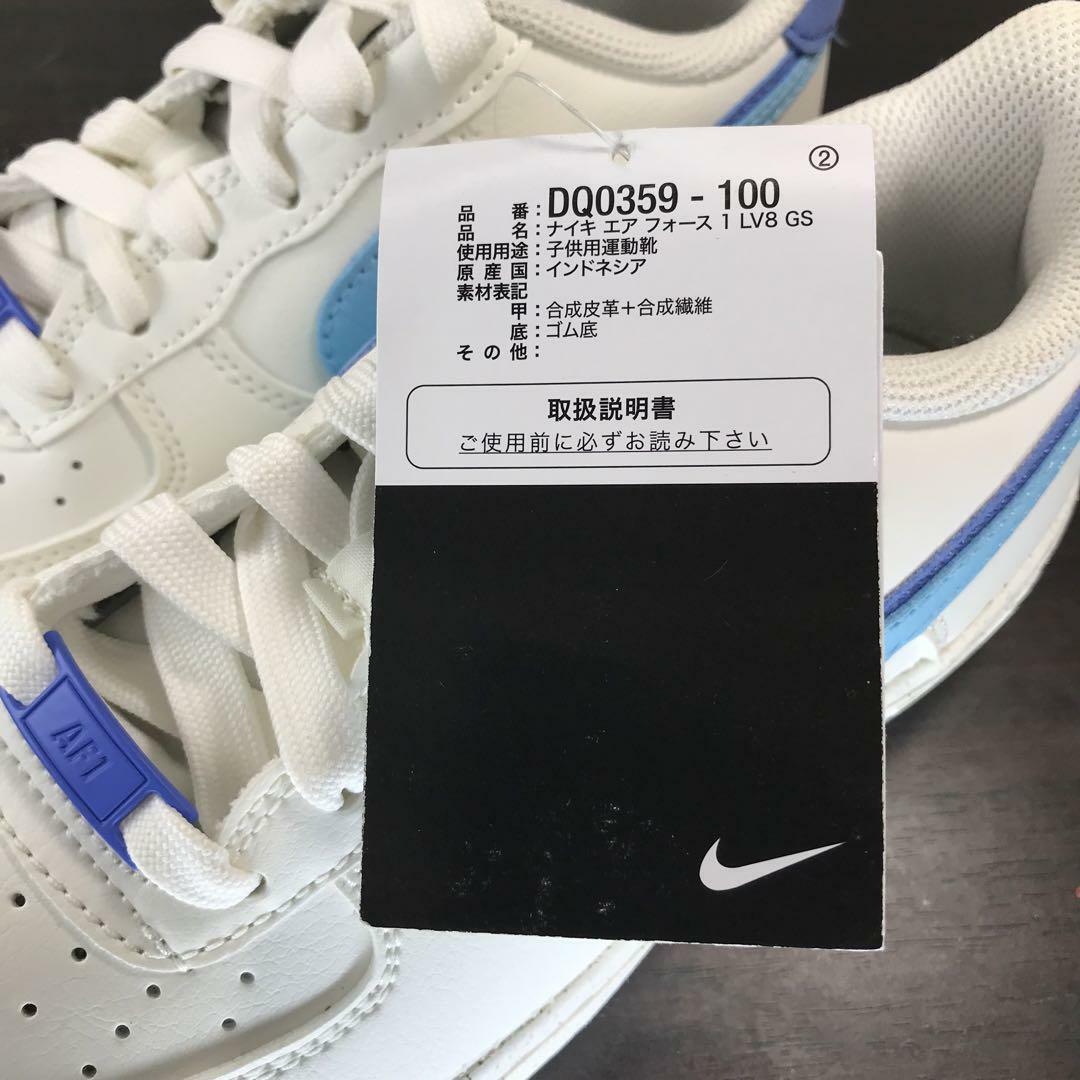 ②
品 番：DQ0359 - 100
品 名：ナイキ エア フォース 1 LV8 GS
使用用途：子供用運動靴
原 産 国：インドネシア
素材表記
甲：合成皮革＋合成繊維
底：ゴム底
そ の 他：
取扱説明書
ご使用前に必ずお読み下さい
AF1